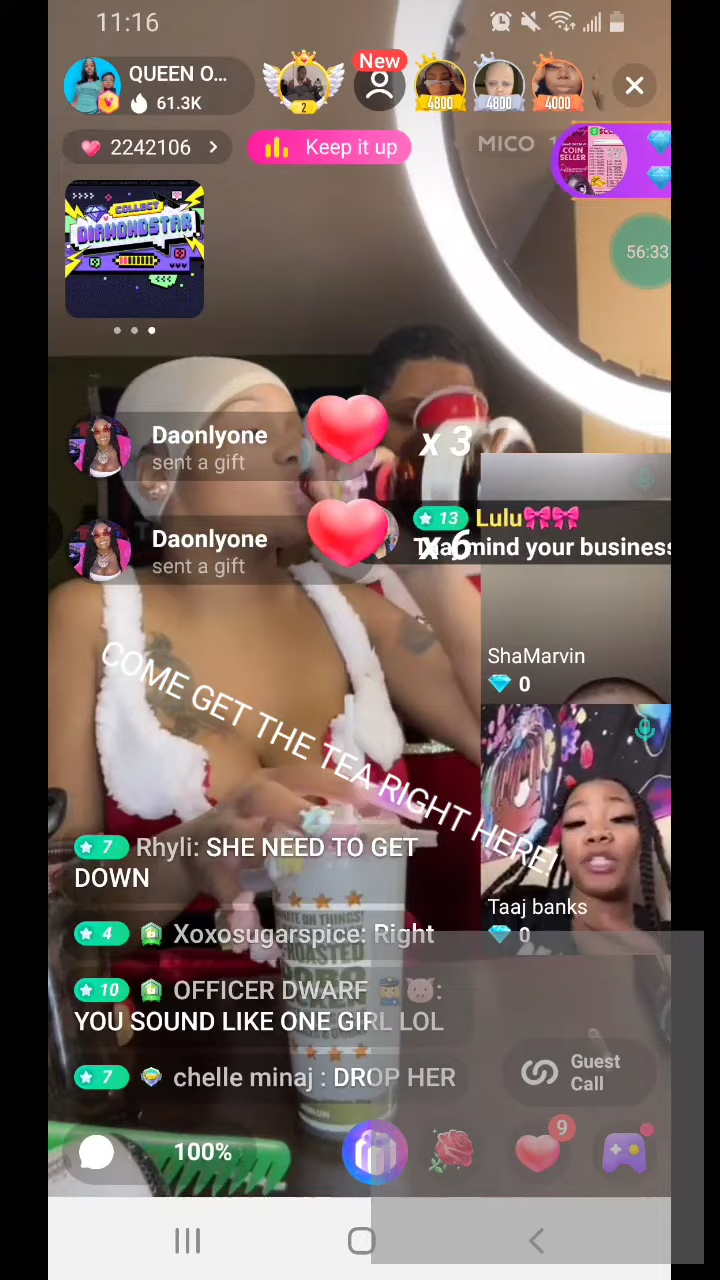 11:16
QUEEN O...
61.3K
2
New
4800
4800
4000
2242106
Keep it up
MICO
COIN
SELLER
COLLECT
DIAMONDSTAR
56:33
Daonlyone
sent a gift
x 3
13 Lulu🎀🎀
mind your business
Daonlyone
sent a gift
x 6
ShaMarvin
0
COME GET THE TEA RIGHT HERE!
7 Rhyli: SHE NEED TO GET
DOWN
Taaj banks
0
4 Xoxosugarspice: Right
10 OFFICER DWARF 👮🐷:
YOU SOUND LIKE ONE GIRL LOL
7 chelle minaj : DROP HER
THINGS!
ROASTED
Guest
Call
100%
9